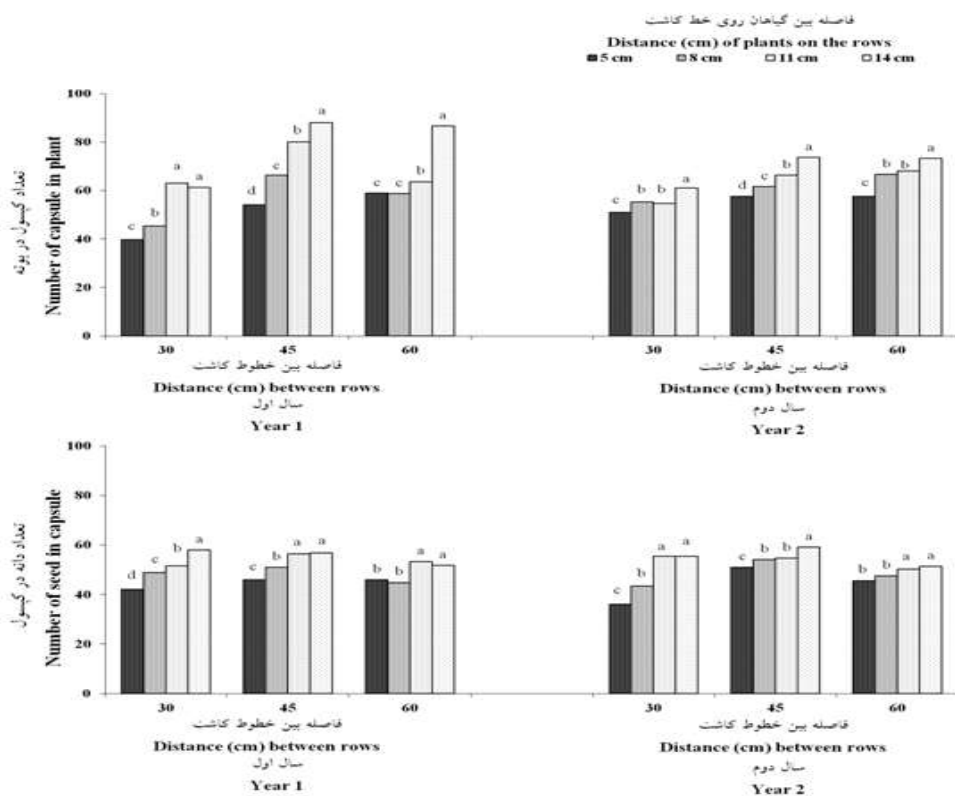 فاصله بین گیاهان روی خط کاشت
Distance (cm) of plants on the rows
5 cm 8 cm 11 cm 14 cm
تعداد کپسول در بوته
Number of capsule in plant
100
80
60
40
20
0
c b a a
d c b a
c c b a
c b b a
d c b a
c b b a
30 45 60 30 45 60
فاصله بین خطوط کاشت
Distance (cm) between rows
سال اول
Year 1
فاصله بین خطوط کاشت
Distance (cm) between rows
سال دوم
Year 2
تعداد دانه در کپسول
Number of seed in capsule
100
80
60
40
20
0
d c b a
c b a a
b b a a
c b a a
c b b a
b b a a
30 45 60 30 45 60
فاصله بین خطوط کاشت
Distance (cm) between rows
سال اول
Year 1
فاصله بین خطوط کاشت
Distance (cm) between rows
سال دوم
Year 2